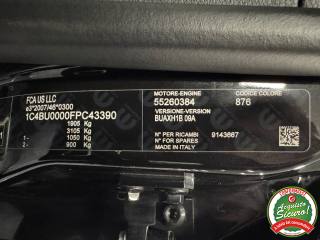 FCA US LLC
e3*2007/46*0300
1C4BU0000FPC43390
1905 Kg
3105 Kg
1- 1050 Kg
2- 900 Kg
MOTORE-ENGINE
55260384
VERSIONE-VERSION
BUAXH1B 09A
N° PER RICAMBI 9143667
N° FOR SPARES
MADE IN ITALY
CODICE COLORE
876
Acquisto
Sicuro!